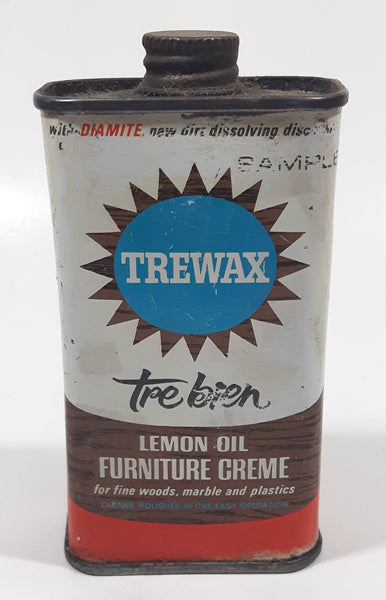 with DIAMITE, new dirt dissolving
SAMPLE
TREWAX
tre bien
LEMON OIL
FURNITURE CREME
for fine woods, marble and plastics
CLEANS, POLISHES IN ONE EASY OPERATION